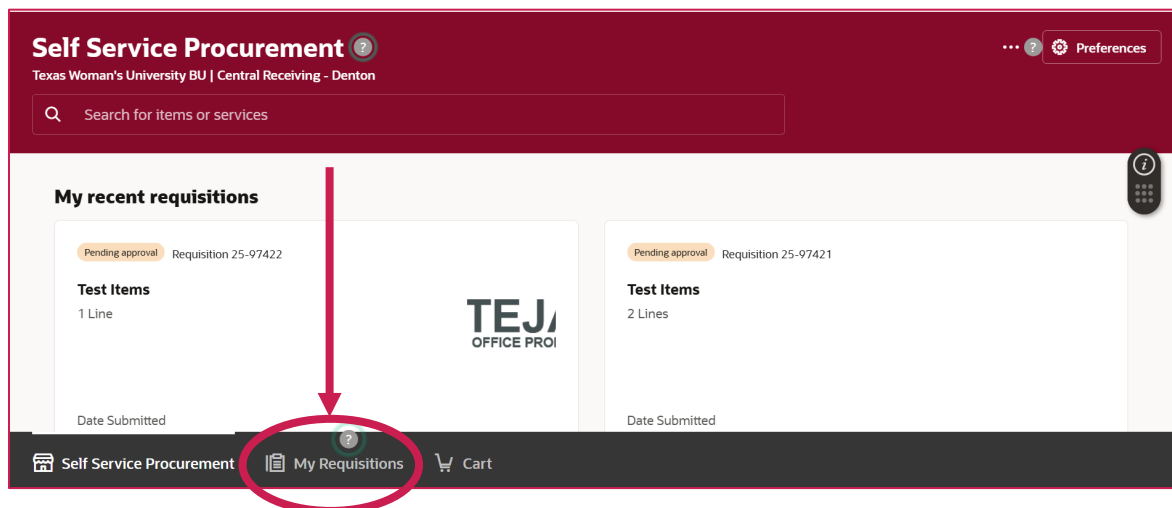 Self Service Procurement ?
Texas Woman's University BU | Central Receiving - Denton
... ? Preferences
Search for items or services
i
My recent requisitions
Pending approval Requisition 25-97422
Test Items
1 Line
TEJA
OFFICE PROD
Date Submitted
Pending approval Requisition 25-97421
Test Items
2 Lines
Date Submitted
?
Self Service Procurement My Requisitions Cart